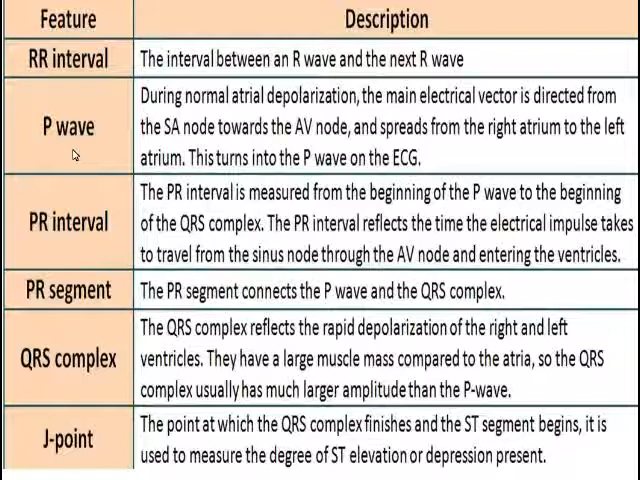 Feature Description
RR interval The interval between an R wave and the next R wave
During normal atrial depolarization, the main electrical vector is directed from
P wave the SA node towards the AV node, and spreads from the right atrium to the left
atrium. This turns into the P wave on the ECG.
The PR interval is measured from the beginning of the P wave to the beginning
PR interval of the QRS complex. The PR interval reflects the time the electrical impulse takes
to travel from the sinus node through the AV node and entering the ventricles.
PR segment The PR segment connects the P wave and the QRS complex.
The QRS complex reflects the rapid depolarization of the right and left
QRS complex ventricles. They have a large muscle mass compared to the atria, so the QRS
complex usually has much larger amplitude than the P-wave.
J-point The point at which the QRS complex finishes and the ST segment begins, it is
used to measure the degree of ST elevation or depression present.